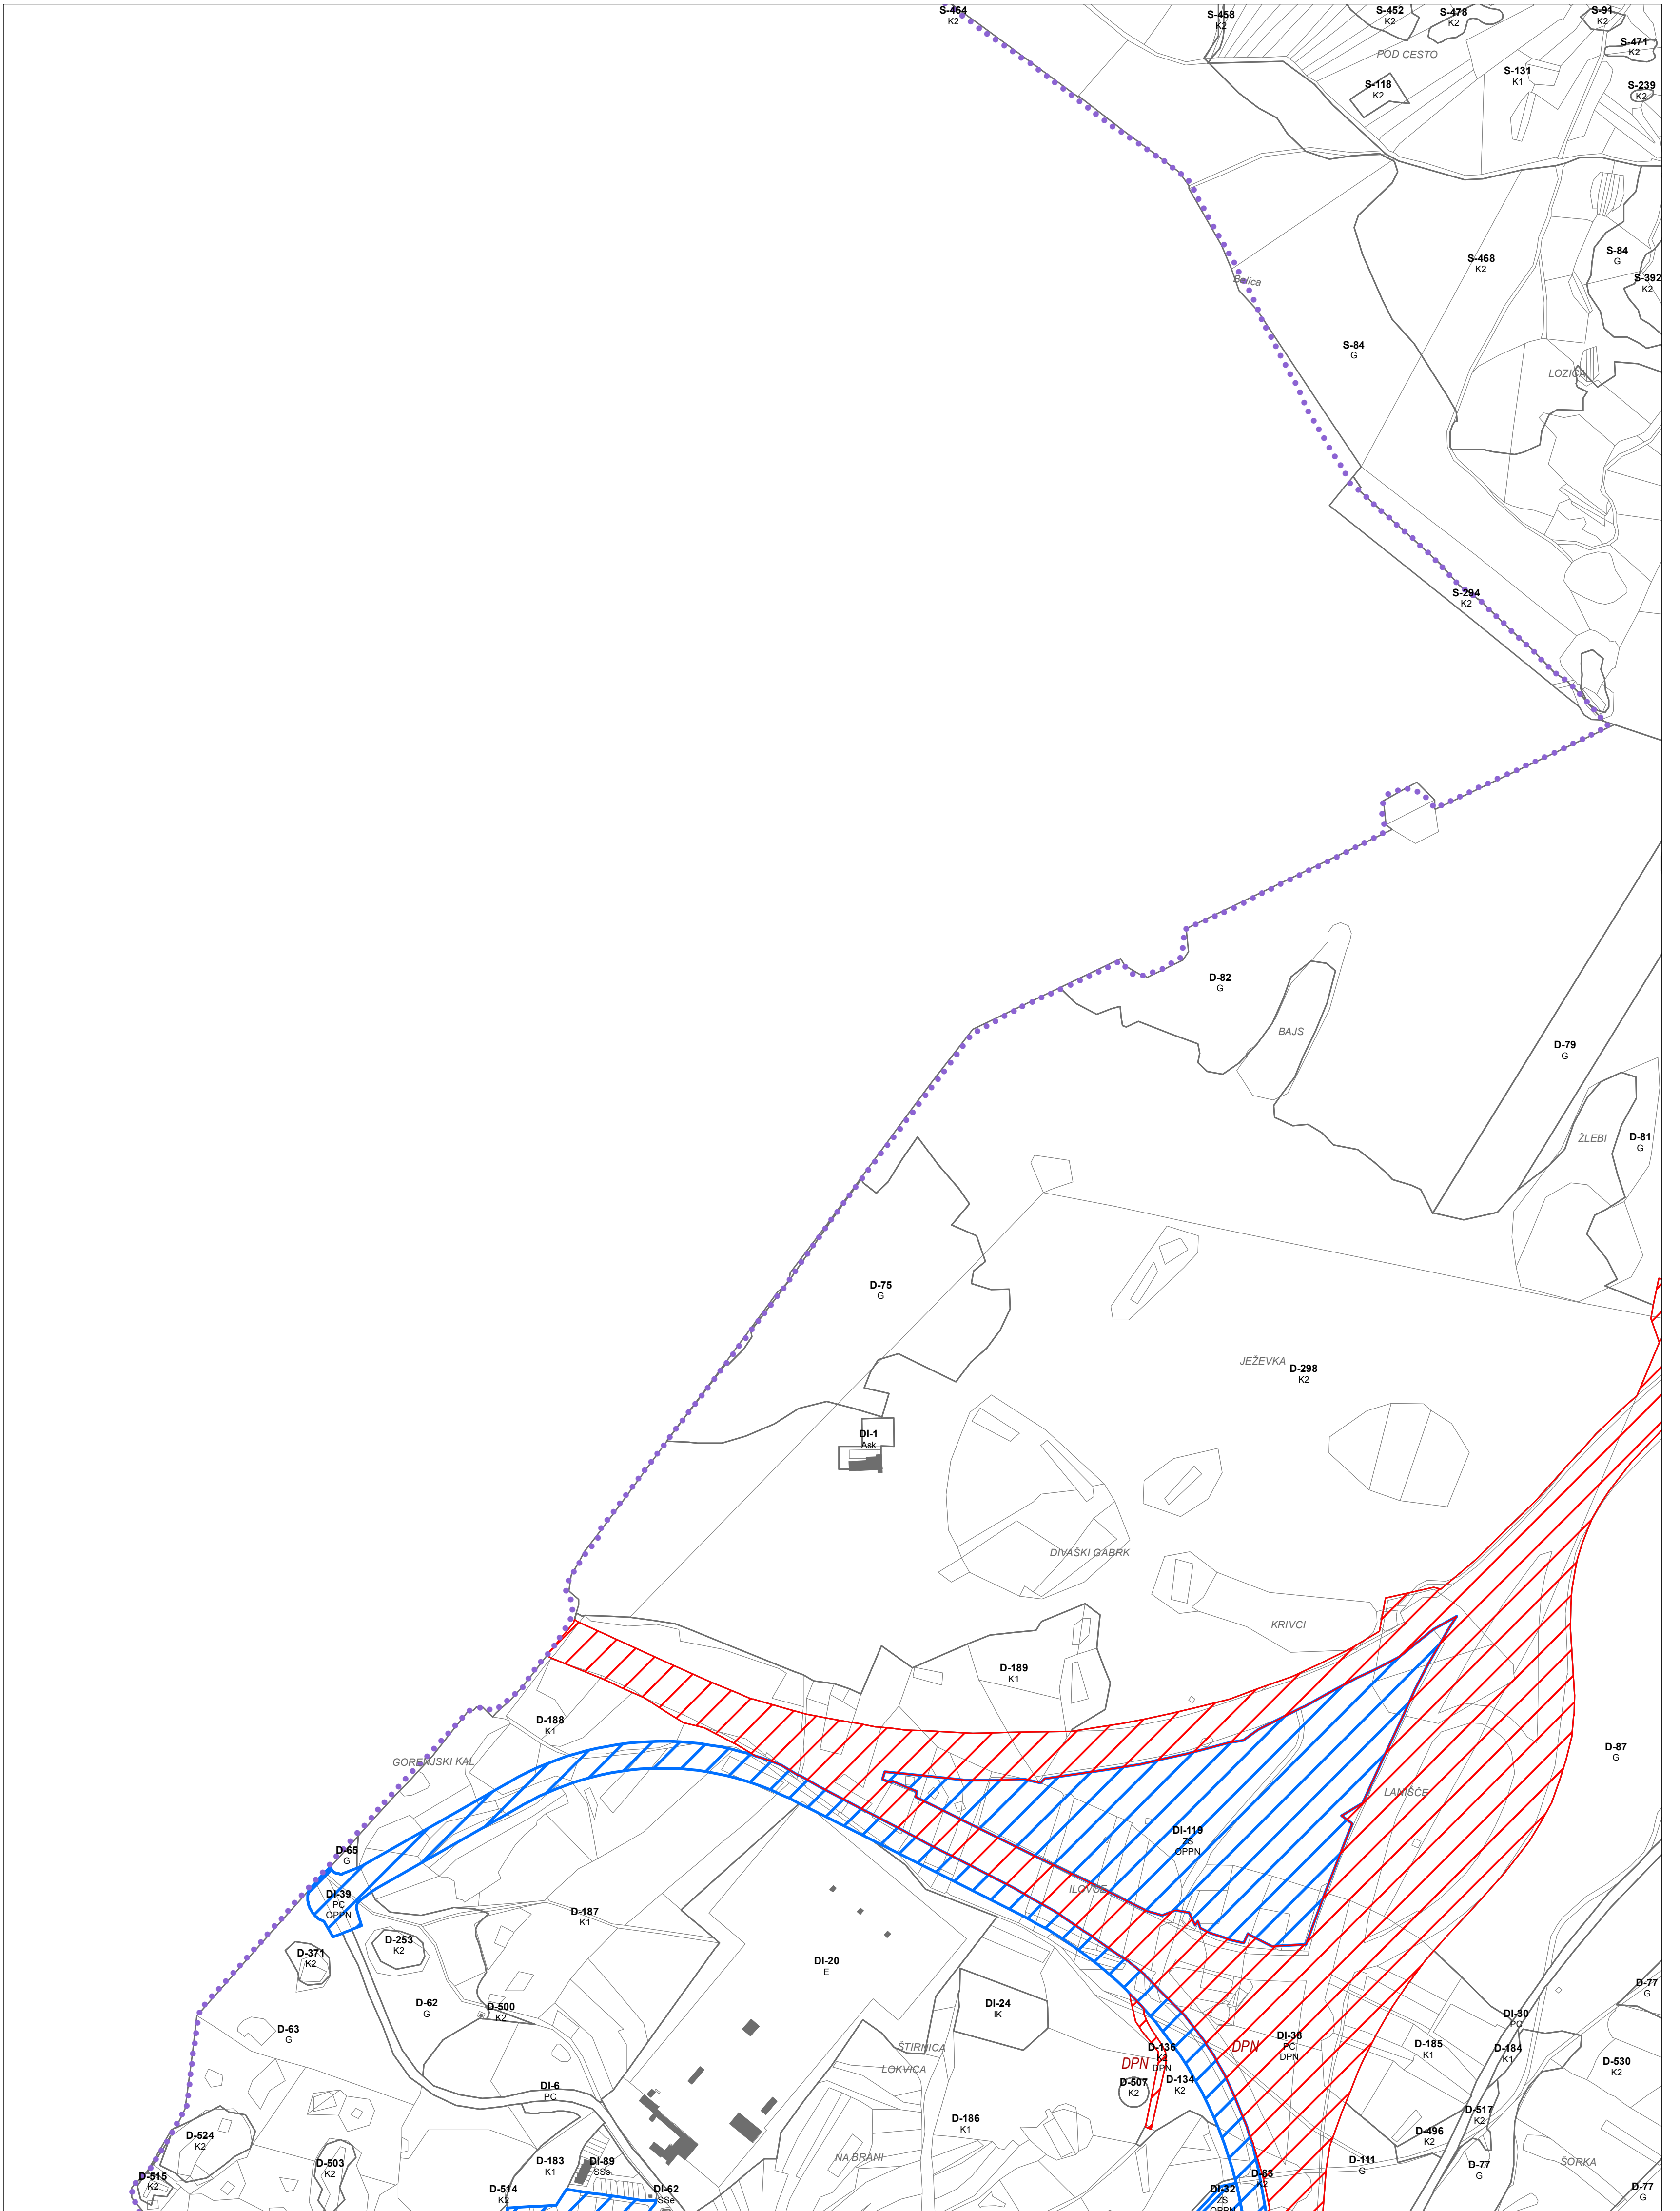 S-464
K2
S-458
K2
S-452
K2
S-478
K2
S-91
K2
S-471
K2
POD CESTO
S-131
K1
S-118
K2
S-239
K2
S-84
G
S-468
K2
S-392
K2
S-84
G
LOZICA
S-294
K2
D-82
G
BAJS
D-79
G
ŽLEBI
D-81
G
D-75
G
JEŽEVKA
D-298
K2
DI-1
Ask
DIVAŠKI GABRK
KRIVCI
D-189
K1
D-188
K1
D-87
G
LANIŠČE
DI-119
ZS
OPPN
D-65
G
ILOVCE
DI-39
PC
OPPN
D-187
K1
D-253
K2
D-371
K2
DI-20
E
D-77
G
D-62
G
D-500
K2
DI-24
IK
DI-30
PC
D-63
G
ŠTIRNICA
DPN
DI-38
PC
DPN
D-185
K1
D-184
K1
D-136
K2
DPN
DPN
LOKVICA
D-530
K2
D-507
K2
D-134
K2
DI-6
PC
D-186
K1
D-517
K2
D-496
K2
D-524
K2
D-503
K2
NA BRANI
D-183
K1
DI-89
SSs
D-111
G
D-77
G
ŠORKA
D-515
K2
D-83
K2
D-514
K2
DI-62
SSe
DI-32
ZS
OPPN
D-77
G